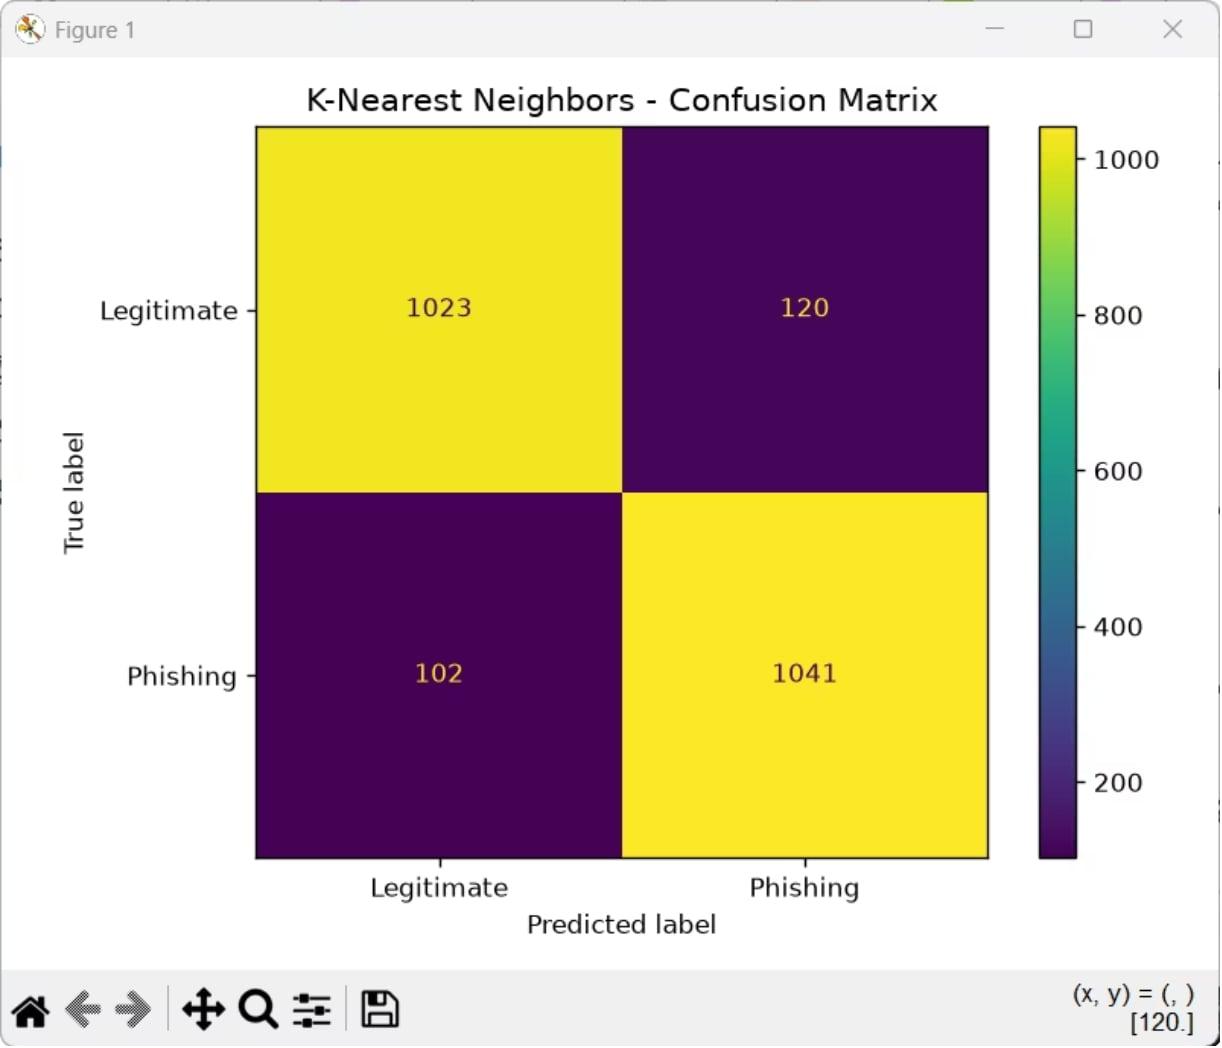 Figure 1
K-Nearest Neighbors - Confusion Matrix
1000
Legitimate
1023
120
800
600
True label
400
Phishing
102
1041
200
Legitimate
Phishing
Predicted label
(x, y) = (, )
[120.]